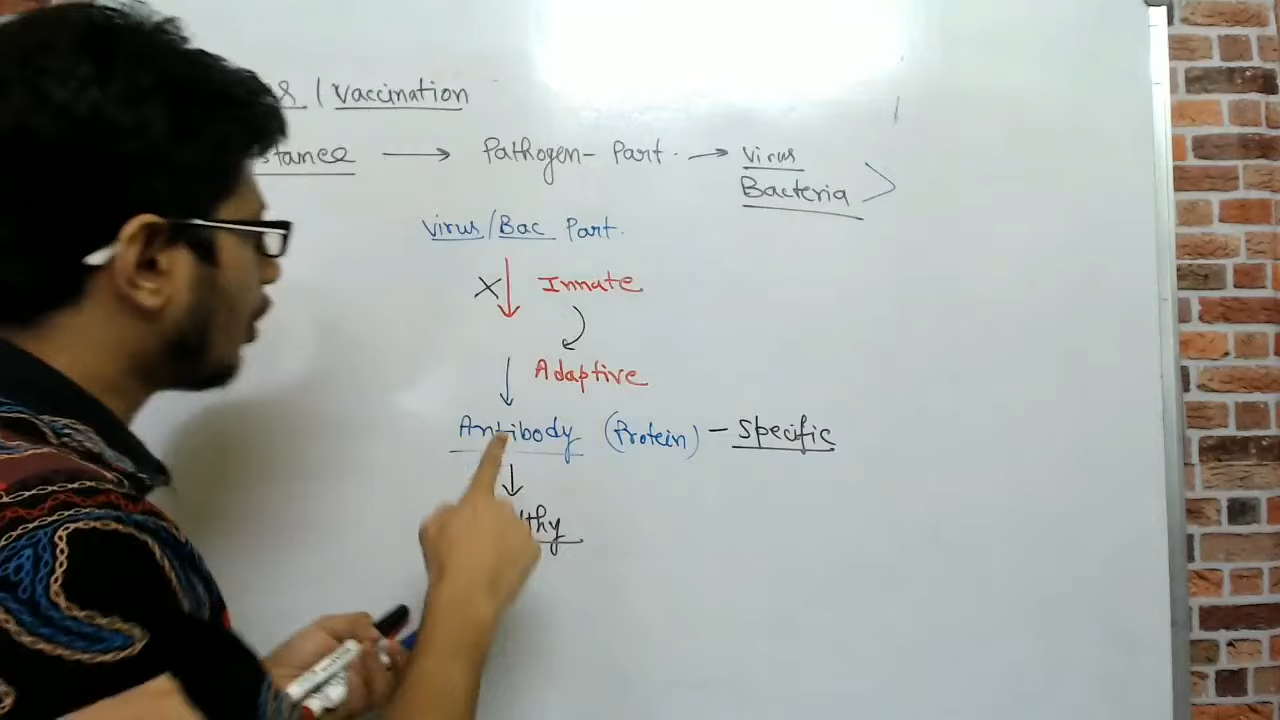 / Vaccination
Pathogen- Part. → Virus
Bacteria
Virus/Bac Part.
X Innate
Adaptive
Antibody (Protein) - Specific